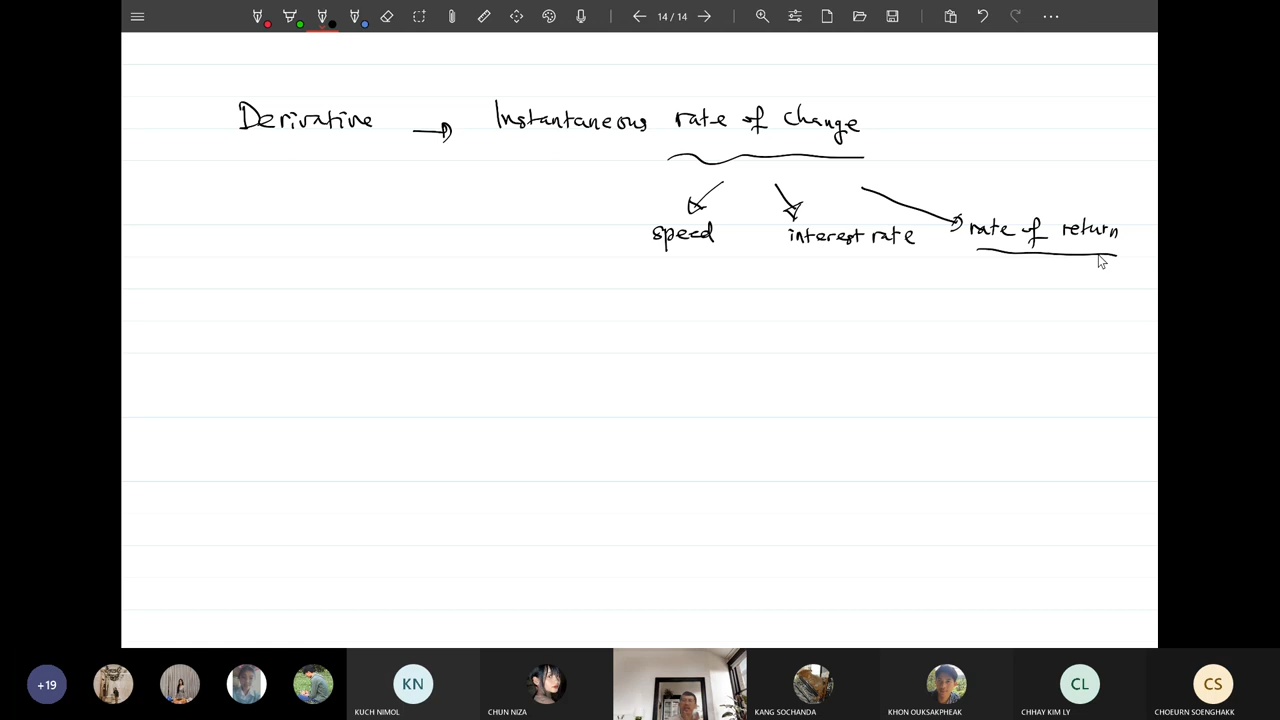 14 / 14
Derivative → Instantaneous rate of change
speed interest rate rate of return
+19
KN
KUCH NIMOL
CHUN NIZA
KANG SOCHANDA
KHON OUKSAKPHEAK
CL
CHHAY KIM LY
CS
CHOEURN SOENGHAKK